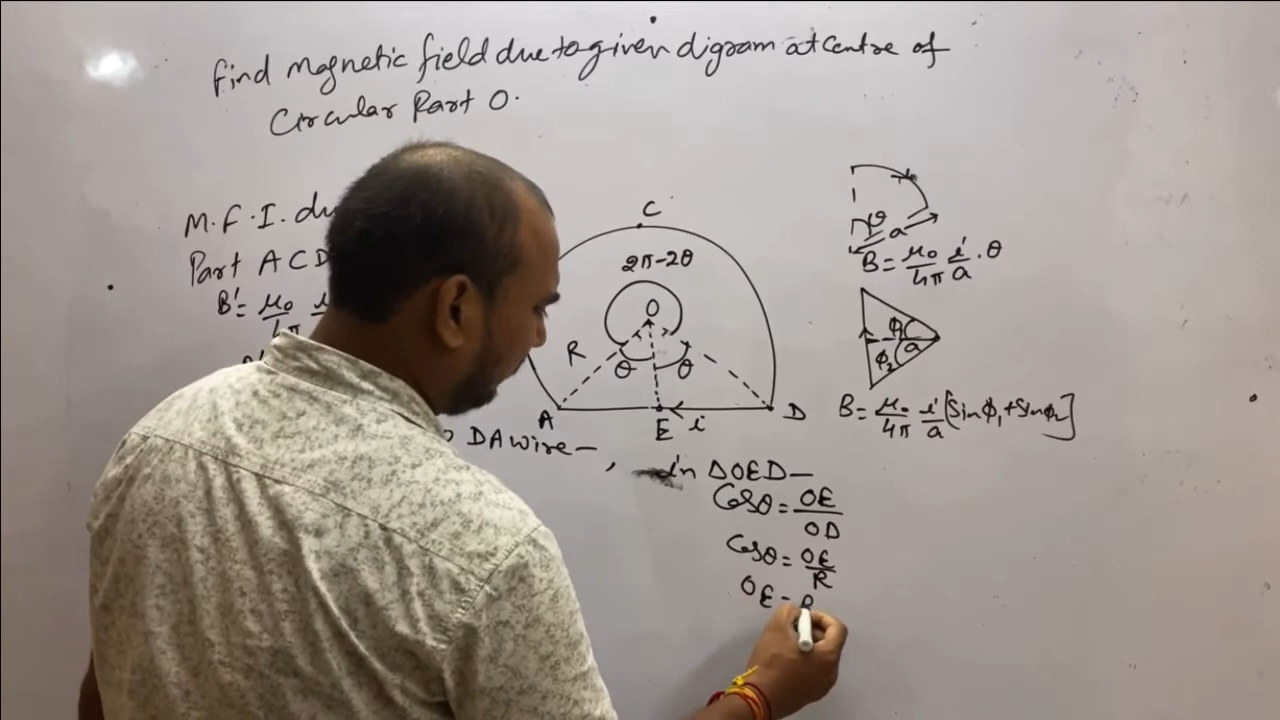 Find magnetic field due to given digram at Centre of
Circular Part O.
M.F.I. du
Part ACD
B' = μ₀/4π i
C
2π-2θ
O
R
θ θ
A
E
i
D
DA wire - ,
θ
a
B = μ₀/4π i/a . θ
φ₁
φ₂
a
B = μ₀/4π i/a [Sinφ₁ + Sinφ₂]
in ΔOED —
Cosθ = OE/OD
Cosθ = OE/R
OE = R